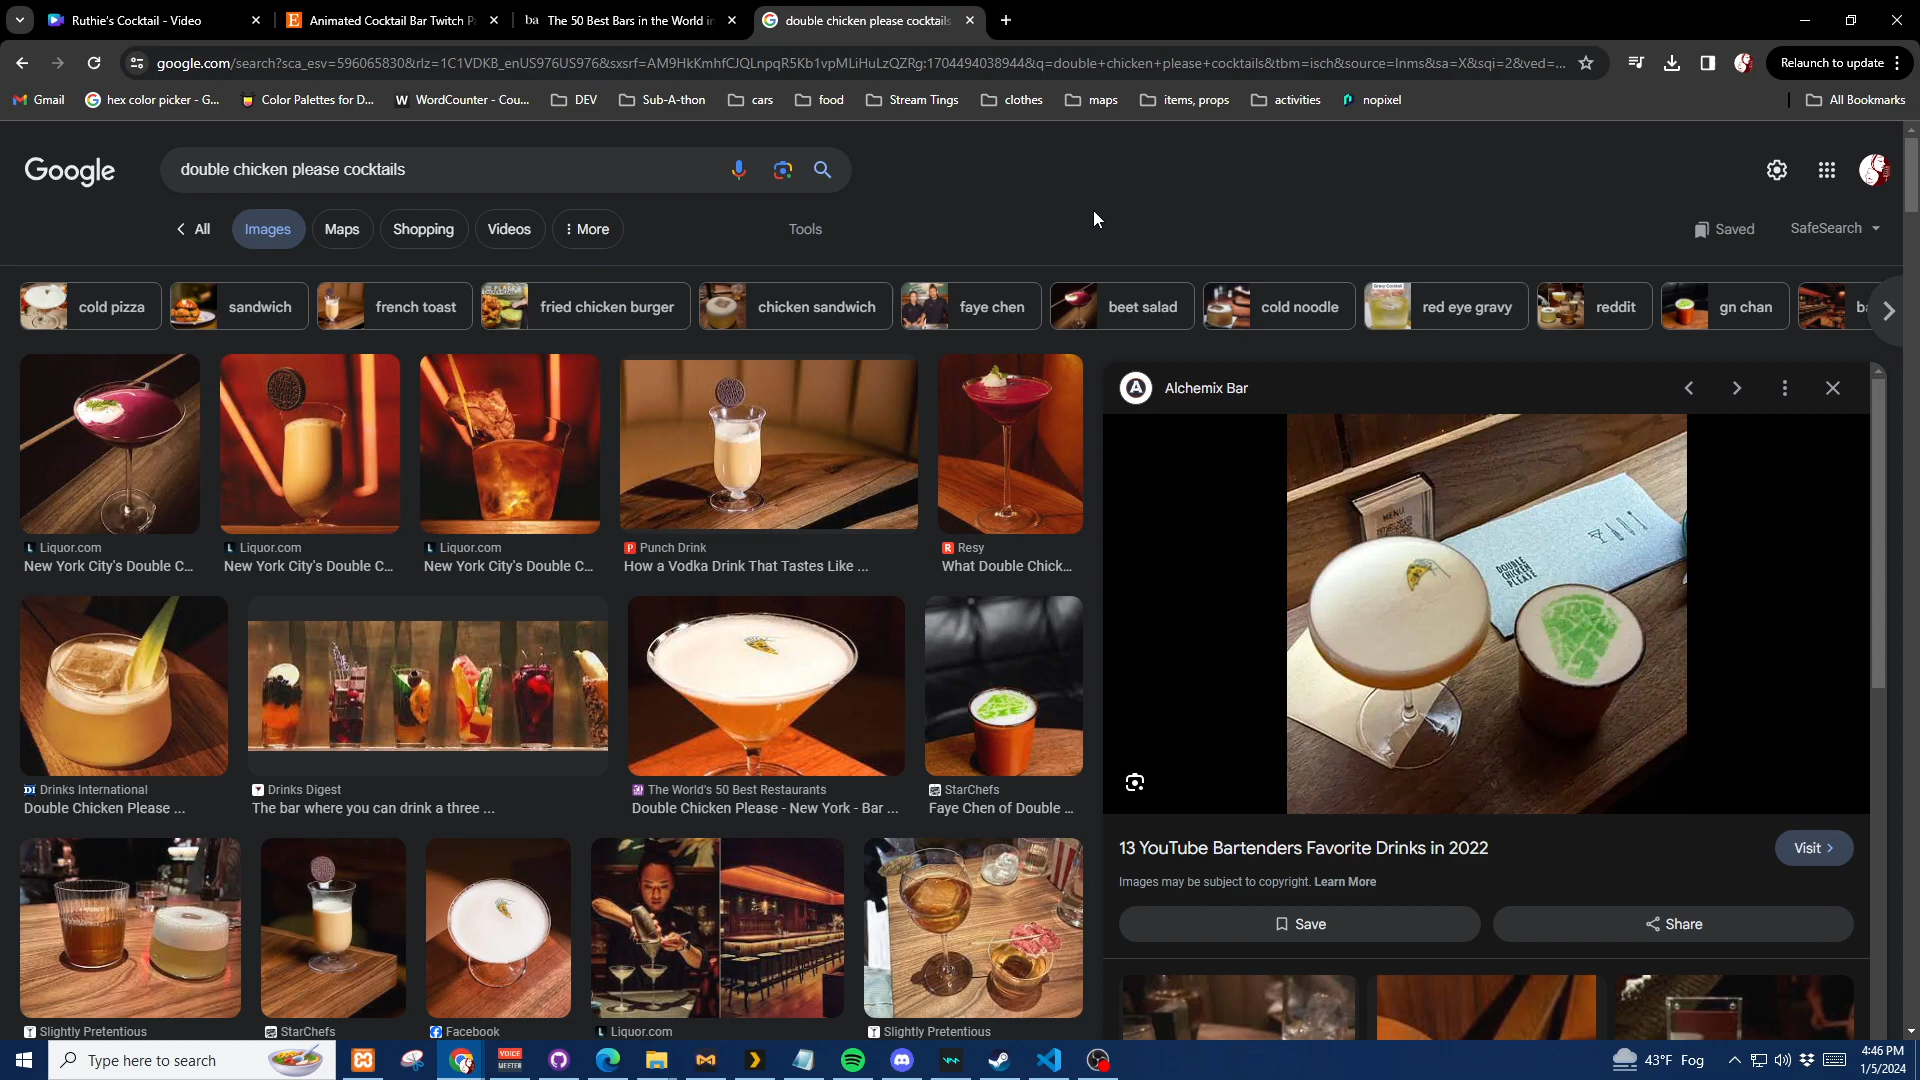 Ruthie's Cocktail - Video
Animated Cocktail Bar Twitch P
ba The 50 Best Bars in the World in
double chicken please cocktails
google.com/search?sca_esv=596065830&rlz=1C1VDKB_enUS976US976&sxsrf=AM9HkKmhfCJQLnpqR5Kb1vpMLiHuLzQZRg:1704494038944&q=double+chicken+please+cocktails&tbm=isch&source=lnms&sa=X&sqi=2&ved=...
Relaunch to update
Gmail
hex color picker - G...
Color Palettes for D...
WordCounter - Cou...
DEV
Sub-A-thon
cars
food
Stream Tings
clothes
maps
items, props
activities
nopixel
All Bookmarks
Google
double chicken please cocktails
All
Images
Maps
Shopping
Videos
More
Tools
Saved
SafeSearch
cold pizza
sandwich
french toast
fried chicken burger
chicken sandwich
faye chen
beet salad
cold noodle
red eye gravy
reddit
gn chan
Liquor.com
New York City's Double C...
Liquor.com
New York City's Double C...
Liquor.com
New York City's Double C...
Punch Drink
How a Vodka Drink That Tastes Like ...
Resy
What Double Chick...
Alchemix Bar
MENU
DOUBLE
CHICKEN
PLEASE
Drinks International
Double Chicken Please ...
Drinks Digest
The bar where you can drink a three ...
The World's 50 Best Restaurants
Double Chicken Please - New York - Bar ...
StarChefs
Faye Chen of Double ...
13 YouTube Bartenders Favorite Drinks in 2022
Visit
Images may be subject to copyright. Learn More
Save
Share
Slightly Pretentious
StarChefs
Facebook
Liquor.com
Slightly Pretentious
Type here to search
VOICE
MEETER
43°F Fog
4:46 PM
1/5/2024